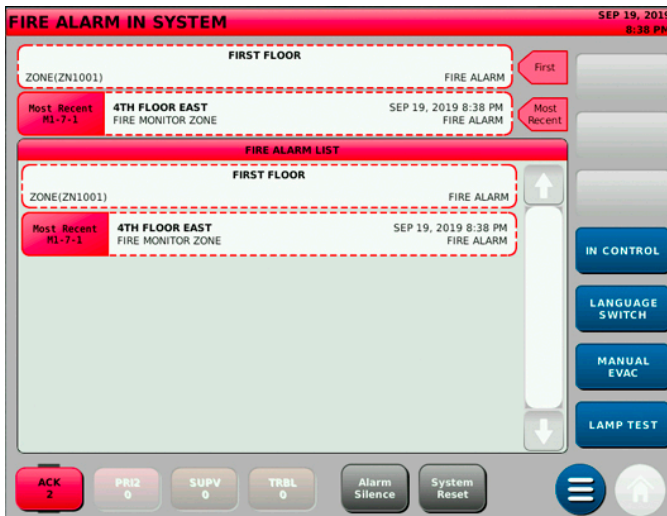 FIRE ALARM IN SYSTEM
SEP 19, 2019
8:38 PM
FIRST FLOOR
ZONE(ZN1001)
FIRE ALARM
First
Most Recent
M1-7-1
4TH FLOOR EAST
FIRE MONITOR ZONE
SEP 19, 2019 8:38 PM
FIRE ALARM
Most
Recent
FIRE ALARM LIST
FIRST FLOOR
ZONE(ZN1001)
FIRE ALARM
Most Recent
M1-7-1
4TH FLOOR EAST
FIRE MONITOR ZONE
SEP 19, 2019 8:38 PM
FIRE ALARM
IN CONTROL
LANGUAGE
SWITCH
MANUAL
EVAC
LAMP TEST
ACK
2
PRI2
0
SUPV
0
TRBL
0
Alarm
Silence
System
Reset